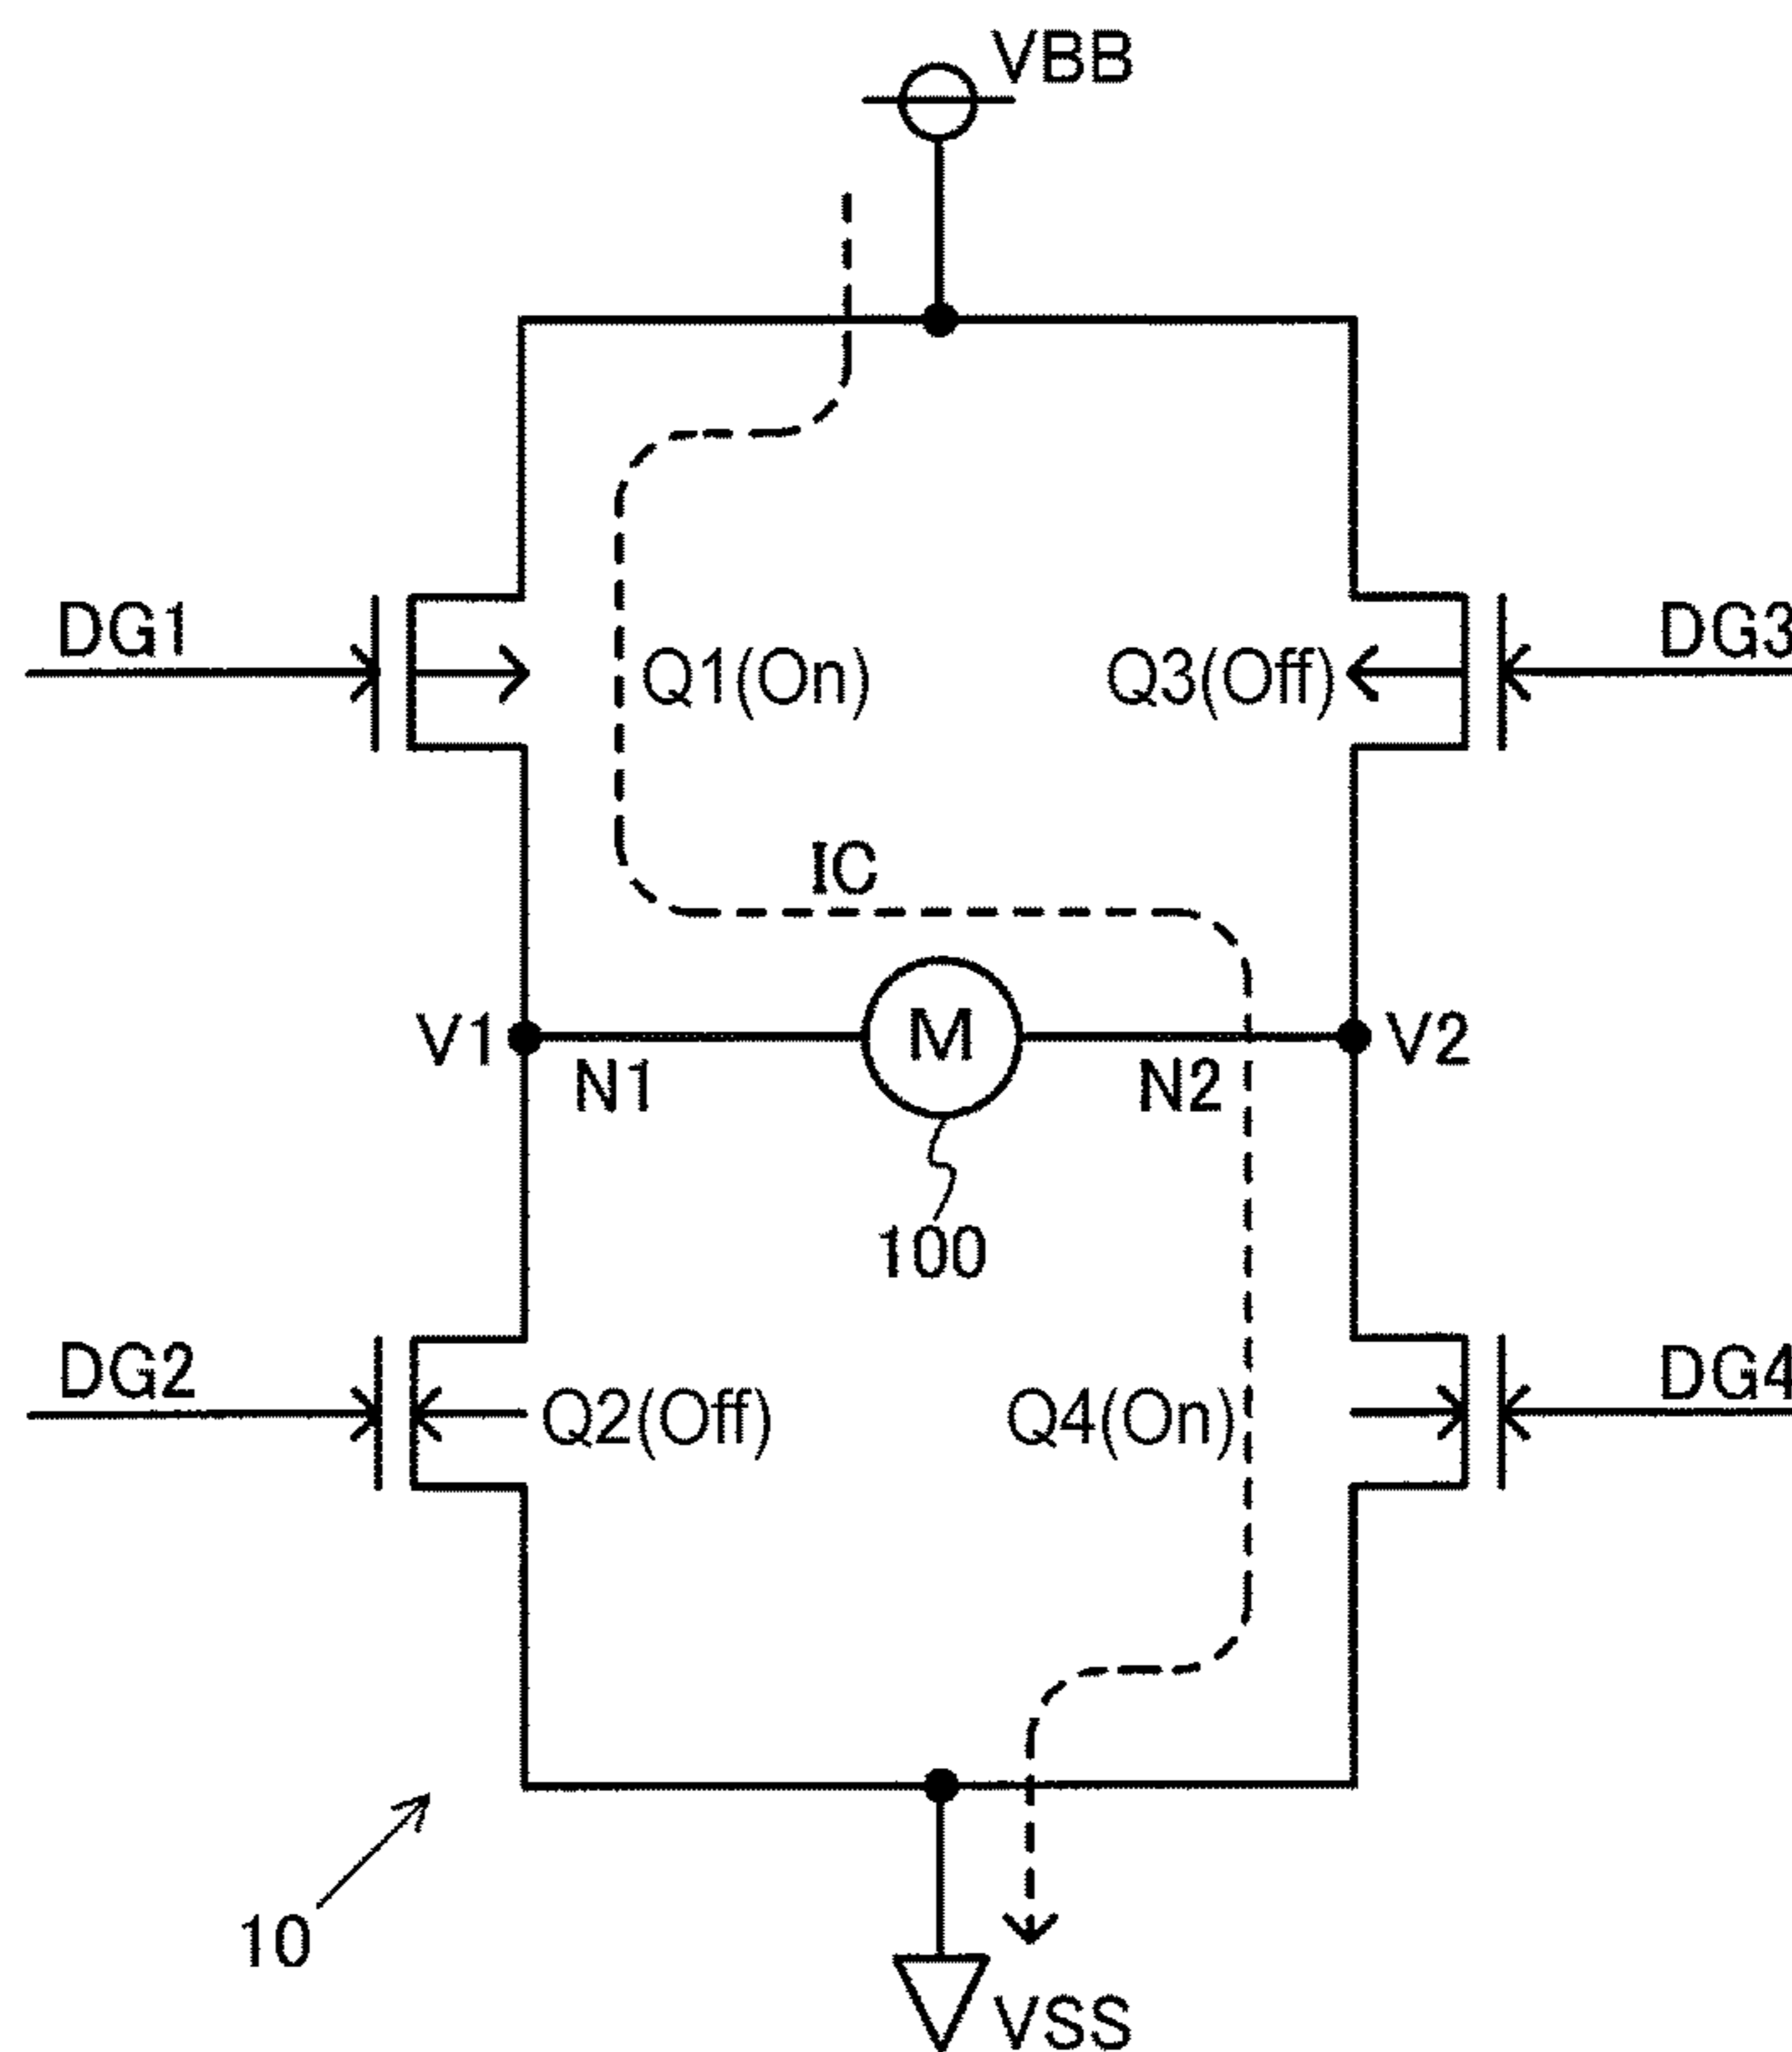 VBB
DG1
Q1(On)
Q3(Off)
DG3
IC
V1
N1
M
N2
V2
100
DG2
Q2(Off)
Q4(On)
DG4
10
VSS